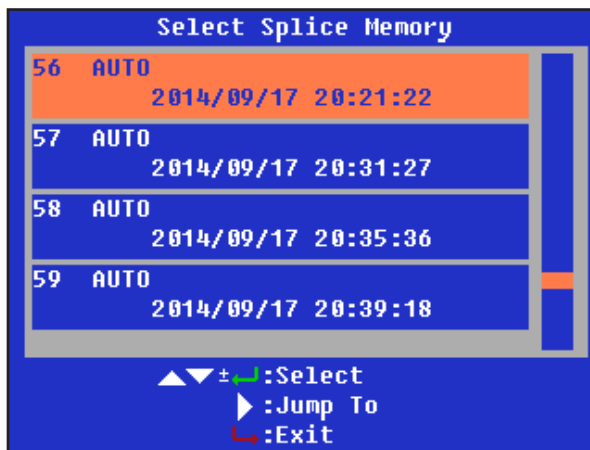 Select Splice Memory
56 AUTO
2014/09/17 20:21:22
57 AUTO
2014/09/17 20:31:27
58 AUTO
2014/09/17 20:35:36
59 AUTO
2014/09/17 20:39:18
±:Select
:Jump To
:Exit